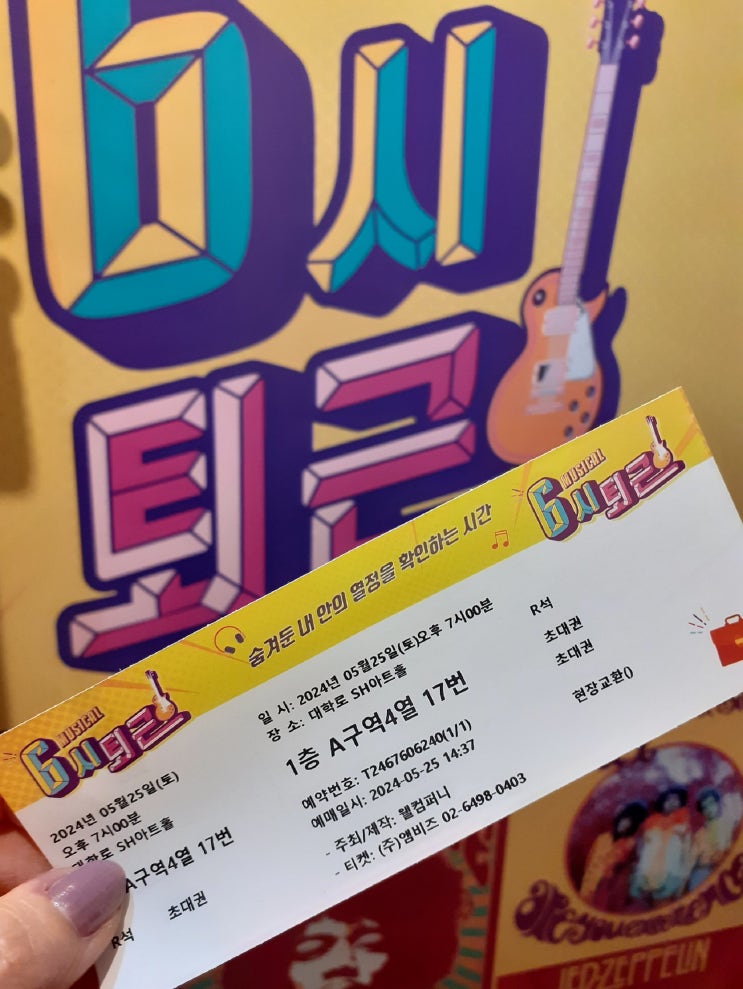 6시
퇴근
MUSICAL
6시퇴근
숨겨둔 내 안의 열정을 확인하는 시간
MUSICAL
6시퇴근
2024년 05월25일(토)
오후 7시00분
대학로 SH아트홀
A구역4열 17번
초대권
R석
일 시: 2024년 05월25일(토)오후 7시00분
장 소: 대학로 SH아트홀
1층 A구역4열 17번
예약번호: T2467606240(1/1)
예매일시: 2024-05-25 14:37
- 주최/제작: 웰컴퍼니
- 티켓: (주)엠비즈 02-6498-0403
R석
초대권
초대권
현장교환()
LED ZEPPELIN